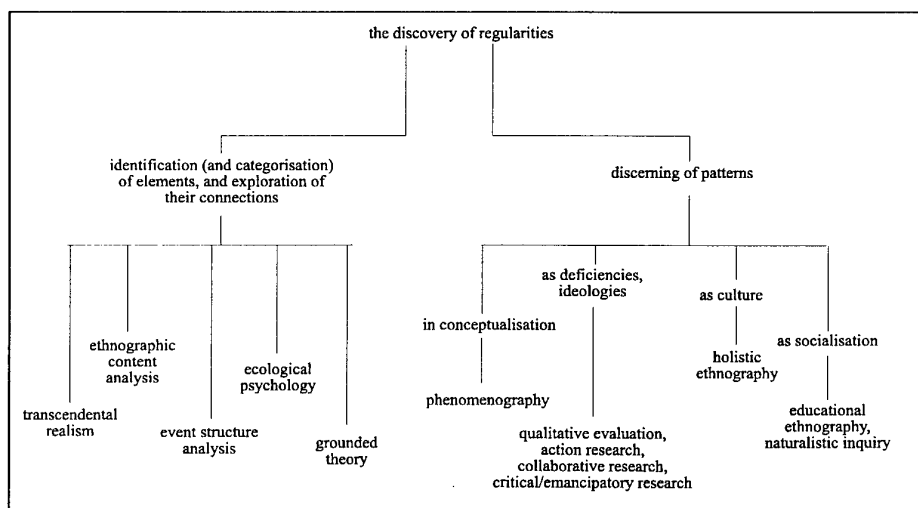 the discovery of regularities
identification (and categorisation)
of elements, and exploration of
their connections
discerning of patterns
transcendental
realism
ethnographic
content
analysis
event structure
analysis
ecological
psychology
grounded
theory
in conceptualisation
phenomenography
as deficiencies,
ideologies
qualitative evaluation,
action research,
collaborative research,
critical/emancipatory research
as culture
holistic
ethnography
as socialisation
educational
ethnography,
naturalistic inquiry